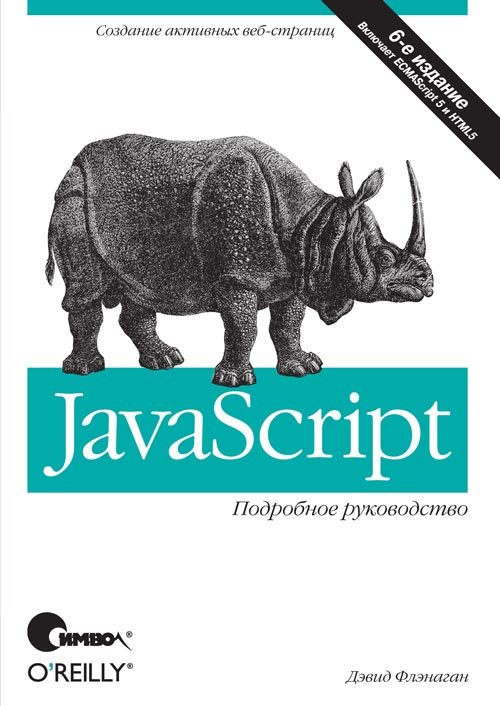 Создание активных веб-страниц
6-е издание
Включает ECMAScript 5 и HTML5
JavaScript
Подробное руководство
Символ®
O'REILLY®
Дэвид Флэнаган